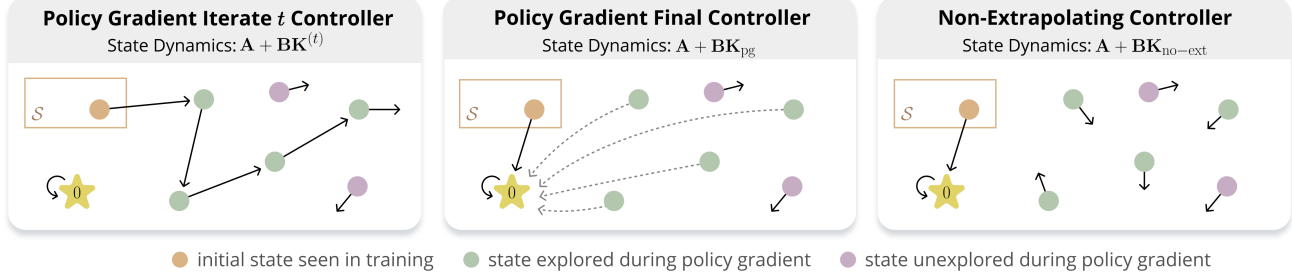 Policy Gradient Iterate t Controller
State Dynamics: A + BK^(t)
S
0
Policy Gradient Final Controller
State Dynamics: A + BK_pg
S
0
Non-Extrapolating Controller
State Dynamics: A + BK_no−ext
S
0
initial state seen in training
state explored during policy gradient
state unexplored during policy gradient